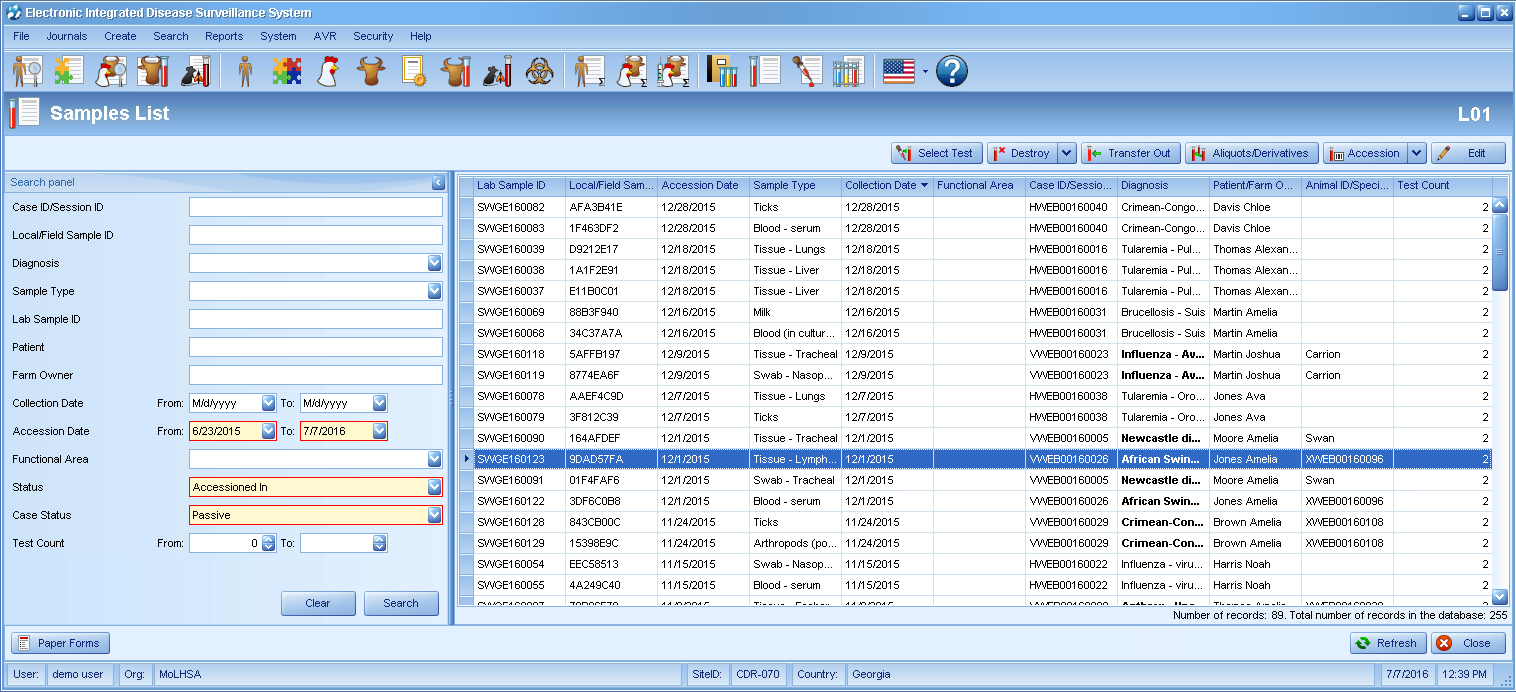 Electronic Integrated Disease Surveillance System
File Journals Create Search Reports System AVR Security Help
Samples List L01
Select Test Destroy Transfer Out Aliquots/Derivatives Accession Edit
Search panel
Case ID/Session ID
Local/Field Sample ID
Diagnosis
Sample Type
Lab Sample ID
Patient
Farm Owner
Collection Date From: M/d/yyyy To: M/d/yyyy
Accession Date From: 6/23/2015 To: 7/7/2016
Functional Area
Status Accessioned In
Case Status Passive
Test Count From: 0 To:
Clear Search
Lab Sample ID Local/Field Sam... Accession Date Sample Type Collection Date Functional Area Case ID/Sessio... Diagnosis Patient/Farm O... Animal ID/Speci... Test Count
SWGE160082 AFA3B41E 12/28/2015 Ticks 12/28/2015 HWEB00160040 Crimean-Congo... Davis Chloe 2
SWGE160083 1F463DF2 12/28/2015 Blood - serum 12/28/2015 HWEB00160040 Crimean-Congo... Davis Chloe 2
SWGE160039 D9212E17 12/18/2015 Tissue - Lungs 12/18/2015 HWEB00160016 Tularemia - Pul... Thomas Alexan... 2
SWGE160038 1A1F2E91 12/18/2015 Tissue - Liver 12/18/2015 HWEB00160016 Tularemia - Pul... Thomas Alexan... 2
SWGE160037 E11B0C01 12/18/2015 Tissue - Liver 12/18/2015 HWEB00160016 Tularemia - Pul... Thomas Alexan... 2
SWGE160069 88B3F940 12/16/2015 Milk 12/16/2015 HWEB00160031 Brucellosis - Suis Martin Amelia 2
SWGE160068 34C37A7A 12/16/2015 Blood (in cultur... 12/16/2015 HWEB00160031 Brucellosis - Suis Martin Amelia 2
SWGE160118 5AFFB197 12/9/2015 Tissue - Tracheal 12/9/2015 VWEB00160023 Influenza - Av... Martin Joshua Carrion 2
SWGE160119 8774EA6F 12/9/2015 Swab - Nasop... 12/9/2015 VWEB00160023 Influenza - Av... Martin Joshua Carrion 2
SWGE160078 AAEF4C9D 12/7/2015 Tissue - Lungs 12/7/2015 HWEB00160038 Tularemia - Oro... Jones Ava 2
SWGE160079 3F812C39 12/7/2015 Ticks 12/7/2015 HWEB00160038 Tularemia - Oro... Jones Ava 2
SWGE160090 164AFDEF 12/1/2015 Tissue - Tracheal 12/1/2015 VWEB00160005 Newcastle di... Moore Amelia Swan 2
SWGE160123 9DAD57FA 12/1/2015 Tissue - Lymph... 12/1/2015 VWEB00160026 African Swin... Jones Amelia XWEB00160096 2
SWGE160091 01F4FAF6 12/1/2015 Swab - Tracheal 12/1/2015 VWEB00160005 Newcastle di... Moore Amelia Swan 2
SWGE160122 3DF6C0B8 12/1/2015 Blood - serum 12/1/2015 VWEB00160026 African Swin... Jones Amelia XWEB00160096 2
SWGE160128 843CB00C 11/24/2015 Ticks 11/24/2015 VWEB00160029 Crimean-Con... Brown Amelia XWEB00160108 2
SWGE160129 15398E9C 11/24/2015 Arthropods (po... 11/24/2015 VWEB00160029 Crimean-Con... Brown Amelia XWEB00160108 2
SWGE160054 EEC58513 11/15/2015 Swab - Nasop... 11/15/2015 HWEB00160022 Influenza - viru... Harris Noah 2
SWGE160055 4A249C40 11/15/2015 Blood - serum 11/15/2015 HWEB00160022 Influenza - viru... Harris Noah 2
Number of records: 89. Total number of records in the database: 255
Paper Forms Refresh Close
User: demo user Org: MoLHSA SiteID: CDR-070 Country: Georgia 7/7/2016 12:39 PM